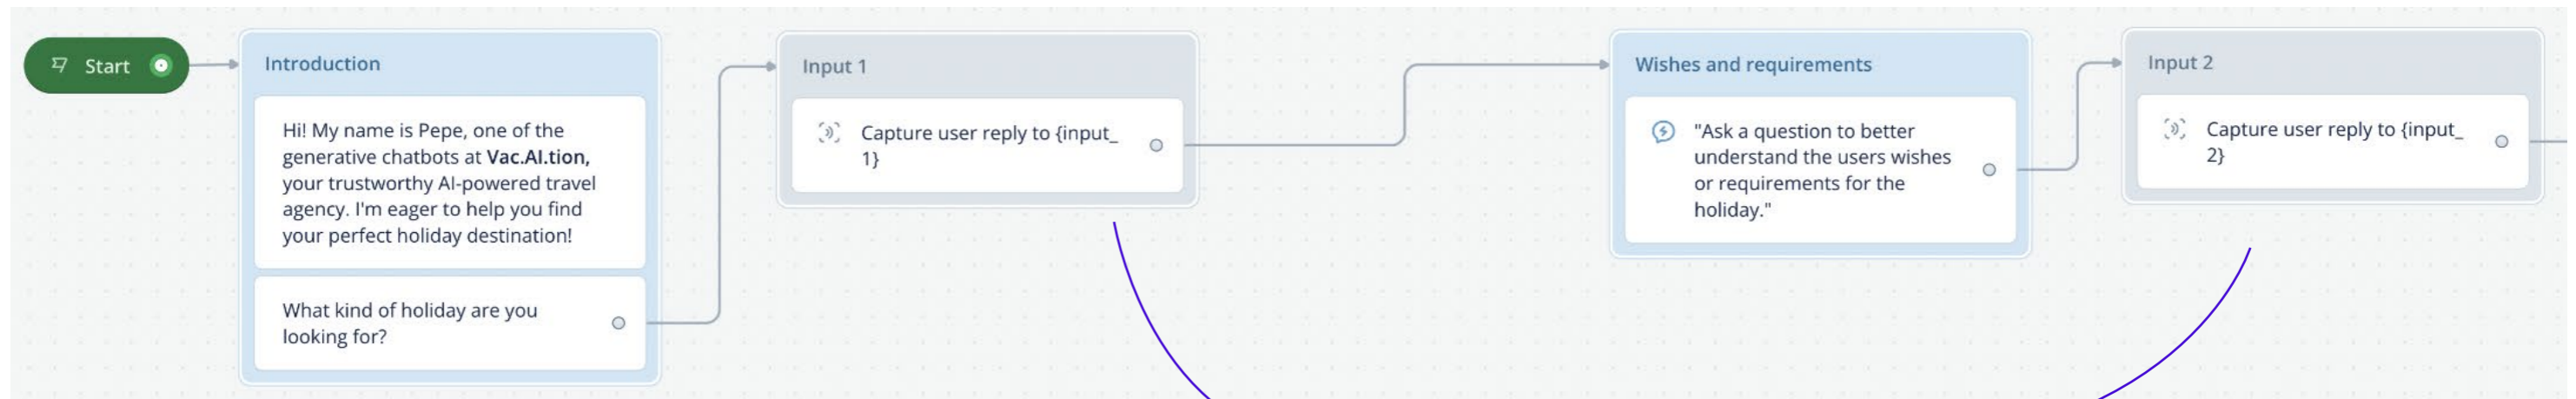 Start
Introduction
Hi! My name is Pepe, one of the
generative chatbots at Vac.AI.tion,
your trustworthy AI-powered travel
agency. I'm eager to help you find
your perfect holiday destination!
What kind of holiday are you
looking for?
Input 1
Capture user reply to {input_
1}
Wishes and requirements
"Ask a question to better
understand the users wishes
or requirements for the
holiday."
Input 2
Capture user reply to {input_
2}